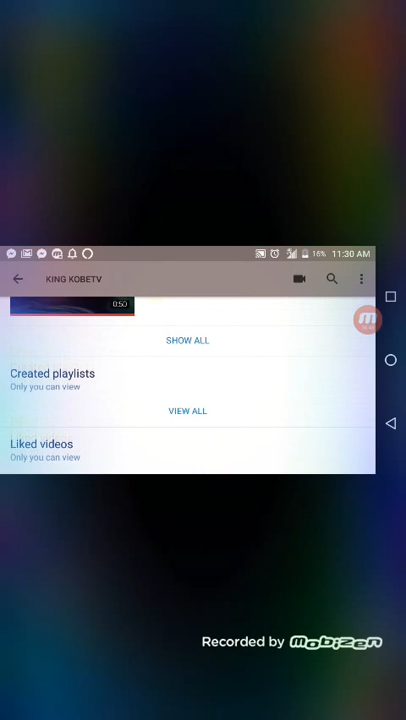 16% 11:30 AM
KING KOBETV
0:50
SHOW ALL
Created playlists
Only you can view
VIEW ALL
Liked videos
Only you can view
Recorded by mobizen